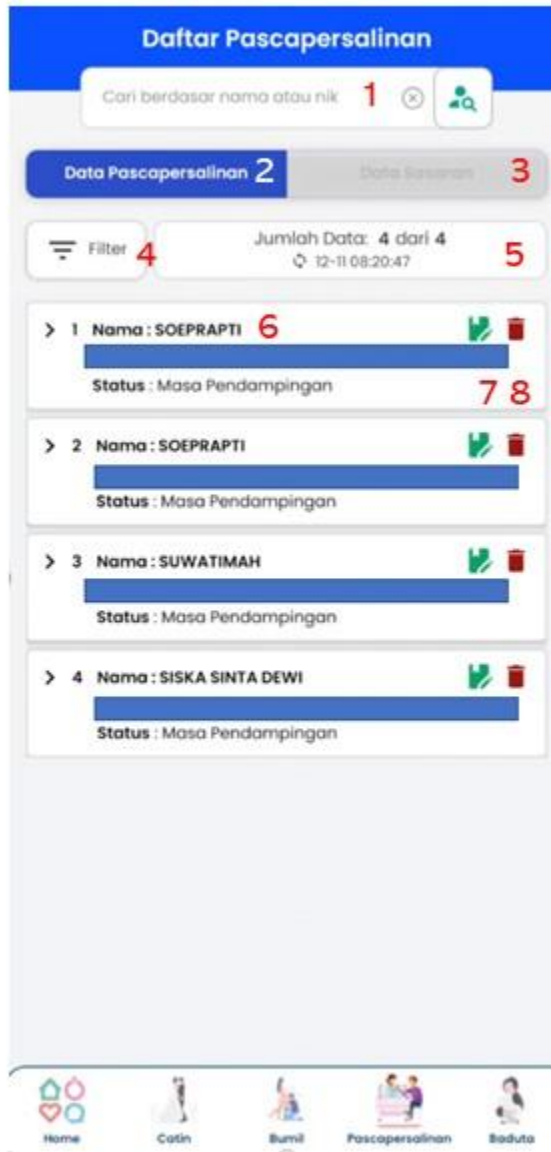 Daftar Pascapersalinan
Cari berdasar nama atau nik 1
Data Pascapersalinan 2 Data Sasaran 3
Filter 4 Jumlah Data: 4 dari 4
12-11 08:20:47 5
1 Nama : SOEPRAPTI 6
Status : Masa Pendampingan 7 8
2 Nama : SOEPRAPTI
Status : Masa Pendampingan
3 Nama : SUWATIMAH
Status : Masa Pendampingan
4 Nama : SISKA SINTA DEWI
Status : Masa Pendampingan
Home Catin Bumil Pascapersalinan Baduta